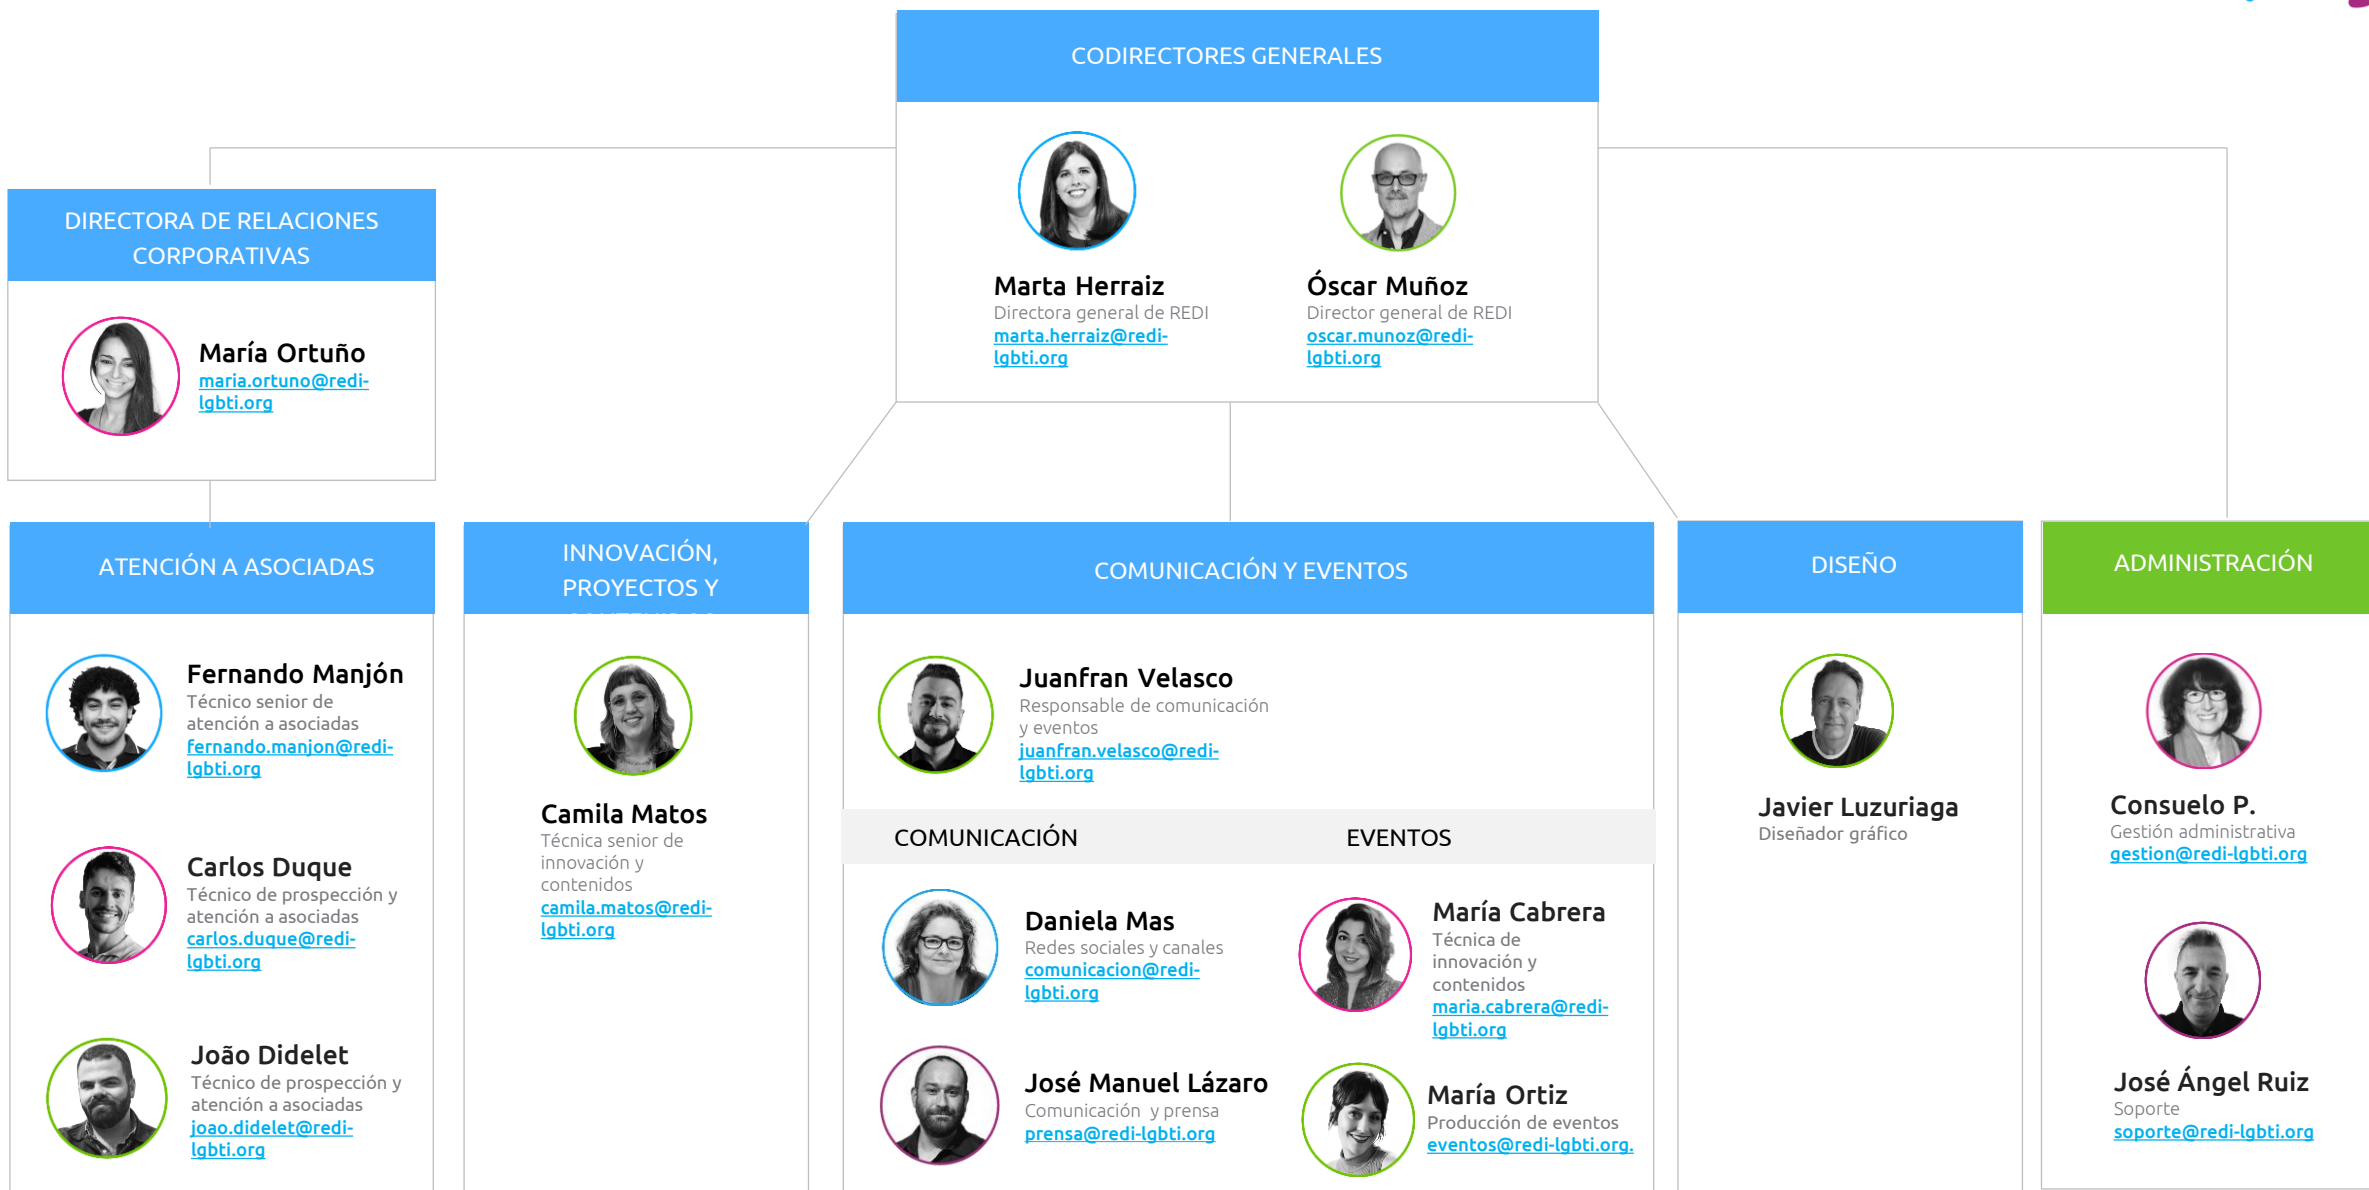 CODIRECTORES GENERALES
Marta Herraiz
Directora general de REDI
marta.herraiz@redi-
lgbti.org
Óscar Muñoz
Director general de REDI
oscar.munoz@redi-
lgbti.org
DIRECTORA DE RELACIONES
CORPORATIVAS
María Ortuño
maria.ortuno@redi-
lgbti.org
ATENCIÓN A ASOCIADAS
Fernando Manjón
Técnico senior de
atención a asociadas
fernando.manjon@redi-
lgbti.org
Carlos Duque
Técnico de prospección y
atención a asociadas
carlos.duque@redi-
lgbti.org
João Didelet
Técnico de prospección y
atención a asociadas
joao.didelet@redi-
lgbti.org
INNOVACIÓN,
PROYECTOS Y
Camila Matos
Técnica senior de
innovación y
contenidos
camila.matos@redi-
lgbti.org
COMUNICACIÓN Y EVENTOS
Juanfran Velasco
Responsable de comunicación
y eventos
juanfran.velasco@redi-
lgbti.org
COMUNICACIÓN
Daniela Mas
Redes sociales y canales
comunicacion@redi-
lgbti.org
José Manuel Lázaro
Comunicación y prensa
prensa@redi-lgbti.org
EVENTOS
María Cabrera
Técnica de
innovación y
contenidos
maria.cabrera@redi-
lgbti.org
María Ortiz
Producción de eventos
eventos@redi-lgbti.org.
DISEÑO
Javier Luzuriaga
Diseñador gráfico
ADMINISTRACIÓN
Consuelo P.
Gestión administrativa
gestion@redi-lgbti.org
José Ángel Ruiz
Soporte
soporte@redi-lgbti.org